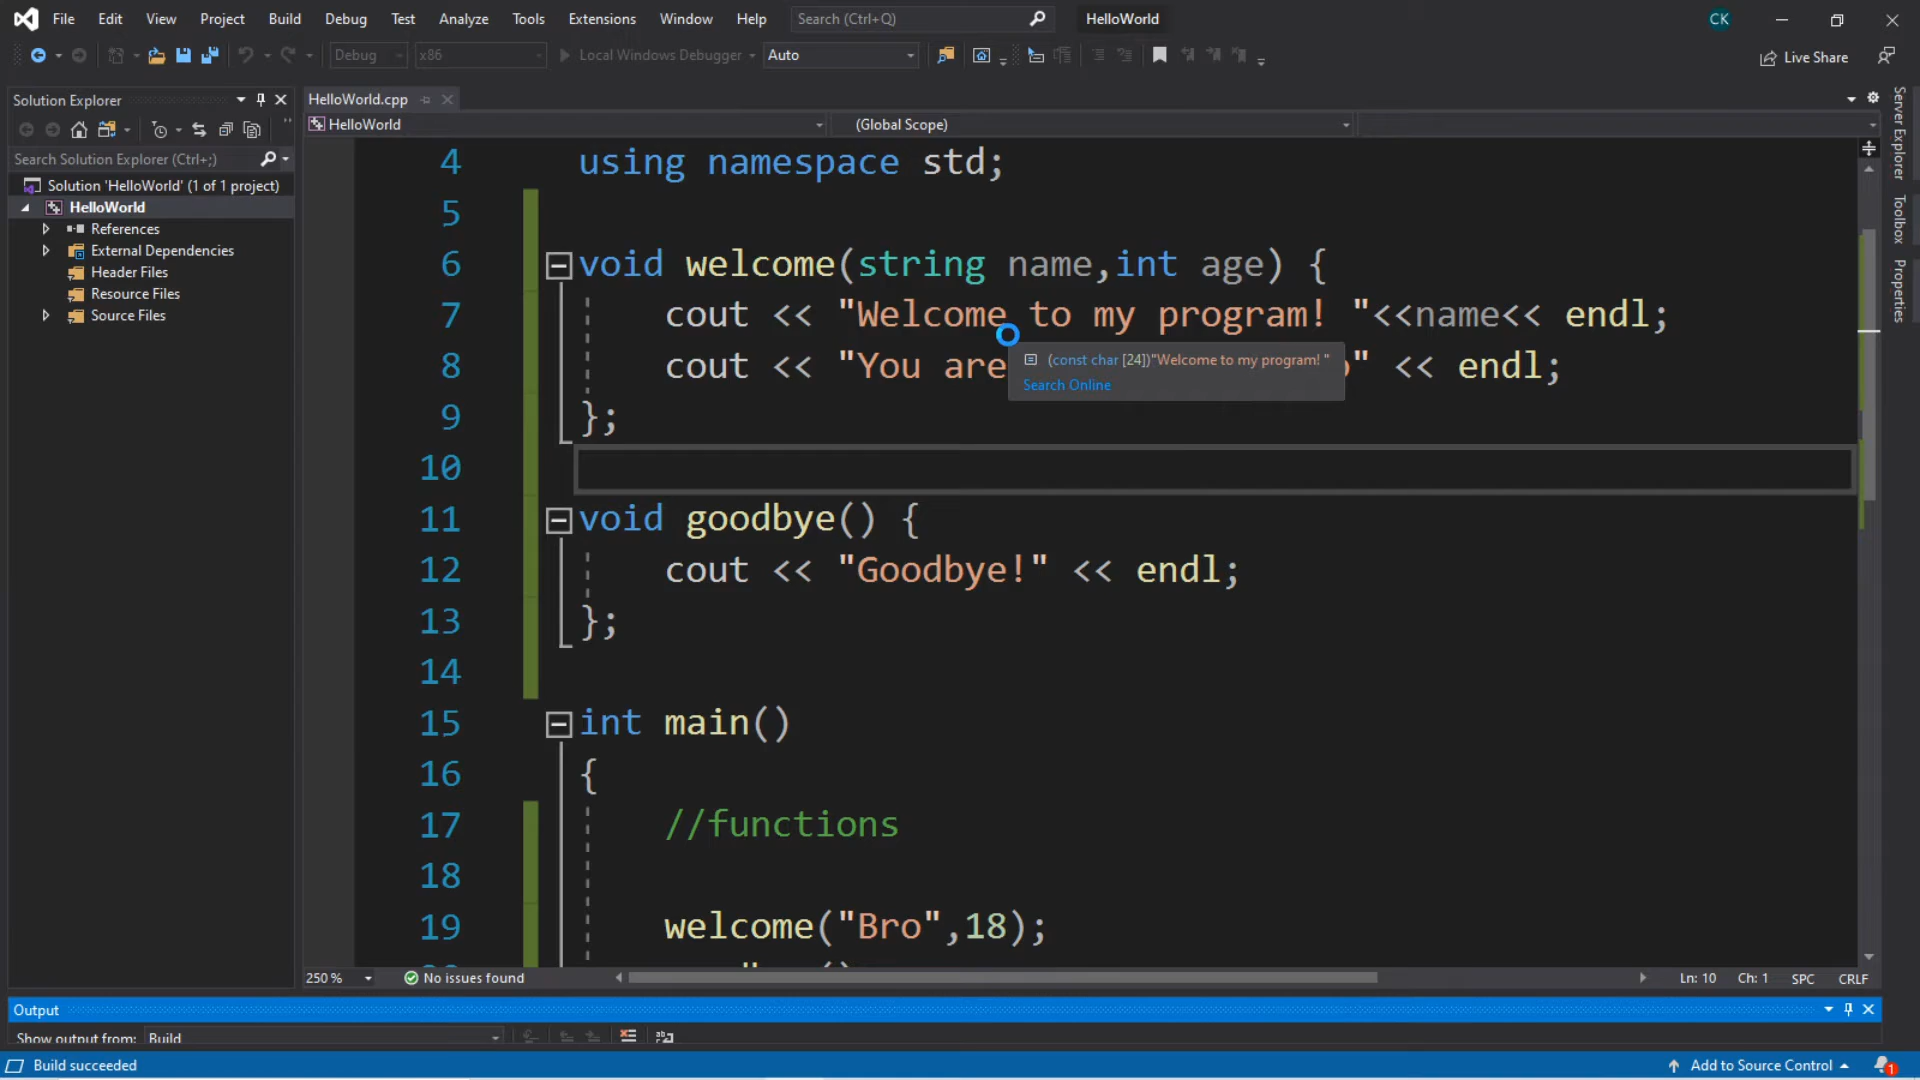 File Edit View Project Build Debug Test Analyze Tools Extensions Window Help Search (Ctrl+Q) HelloWorld CK
Debug x86 Local Windows Debugger Auto Live Share
Solution Explorer
Search Solution Explorer (Ctrl+;)
Solution 'HelloWorld' (1 of 1 project)
HelloWorld
References
External Dependencies
Header Files
Resource Files
Source Files
HelloWorld.cpp
HelloWorld (Global Scope)
4 using namespace std;
5
6 void welcome(string name,int age) {
7 cout << "Welcome to my program! "<<name<< endl;
8 cout << "You are " << endl;
(const char [24])"Welcome to my program! "
Search Online
9 };
10
11 void goodbye() {
12 cout << "Goodbye!" << endl;
13 };
14
15 int main()
16 {
17 //functions
18
19 welcome("Bro",18);
250 % No issues found Ln: 10 Ch: 1 SPC CRLF
Server Explorer
Toolbox
Properties
Output
Show output from: Build
Build succeeded Add to Source Control 1